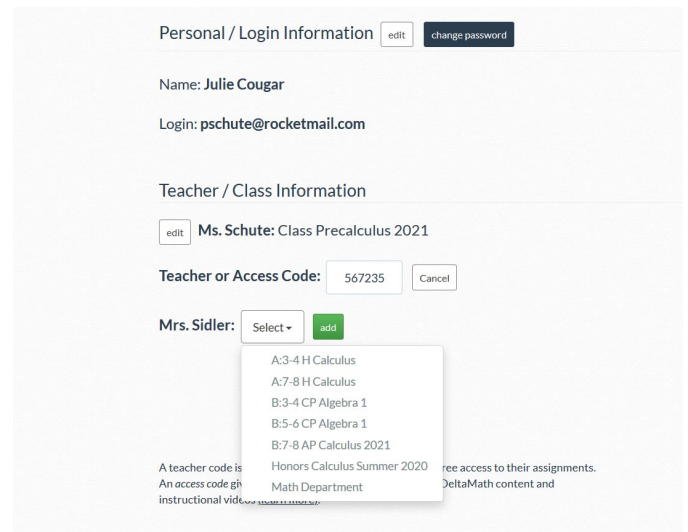 Personal / Login Information edit change password
Name: Julie Cougar
Login: pschute@rocketmail.com
Teacher / Class Information
edit Ms. Schute: Class Precalculus 2021
Teacher or Access Code: 567235 Cancel
Mrs. Sidler: Select add
A:3-4 H Calculus
A:7-8 H Calculus
B:3-4 CP Algebra 1
B:5-6 CP Algebra 1
B:7-8 AP Calculus 2021
Honors Calculus Summer 2020
Math Department
A teacher code is ree access to their assignments.
An access code giv DeltaMath content and
instructional videos (learn more).